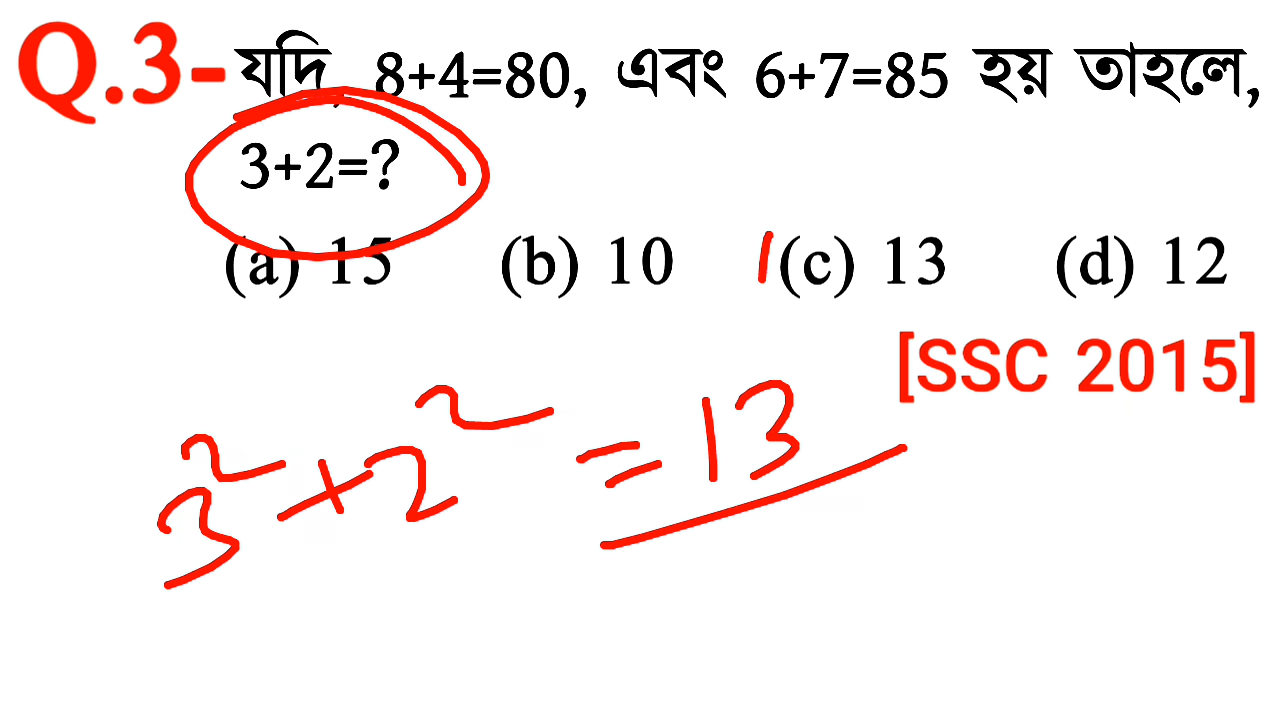 Q.3- যদি, 8+4=80, এবং 6+7=85 হয় তাহলে,
3+2=?
(a) 15 (b) 10 (c) 13 (d) 12
[SSC 2015]
3² + 2² = 13